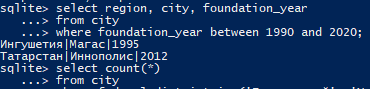 sqlite> select region, city, foundation_year
...> from city
...> where foundation_year between 1990 and 2020;
Ингушетия|Магас|1995
Татарстан|Иннополис|2012
sqlite> select count(*)
...> from city